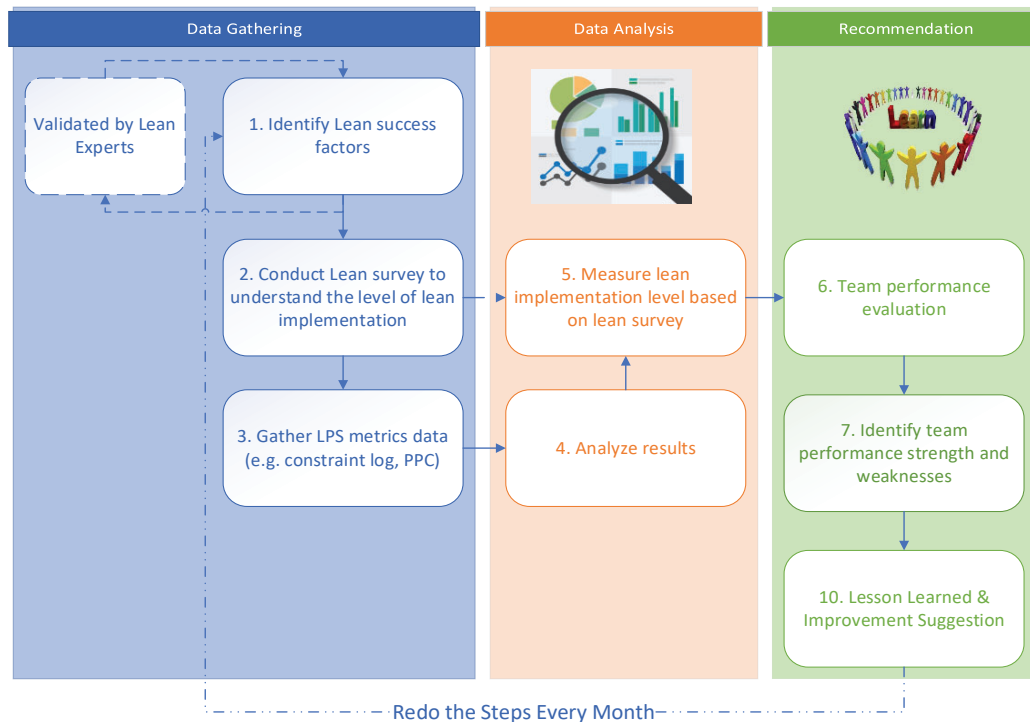 Data Gathering
Data Analysis
Recommendation
Validated by Lean
Experts
1. Identify Lean success
factors
Learn
2. Conduct Lean survey to
understand the level of lean
implementation
5. Measure lean
implementation level based
on lean survey
6. Team performance
evaluation
3. Gather LPS metrics data
(e.g. constraint log, PPC)
4. Analyze results
7. Identify team
performance strength and
weaknesses
10. Lesson Learned &
Improvement Suggestion
Redo the Steps Every Month